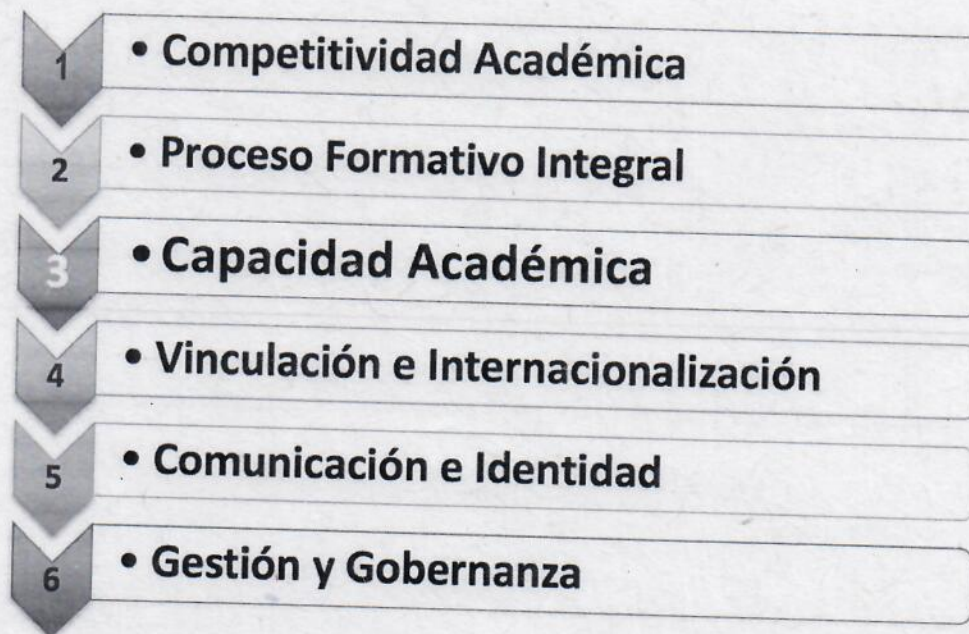 1 • Competitividad Académica
2 • Proceso Formativo Integral
3 • Capacidad Académica
4 • Vinculación e Internacionalización
5 • Comunicación e Identidad
6 • Gestión y Gobernanza